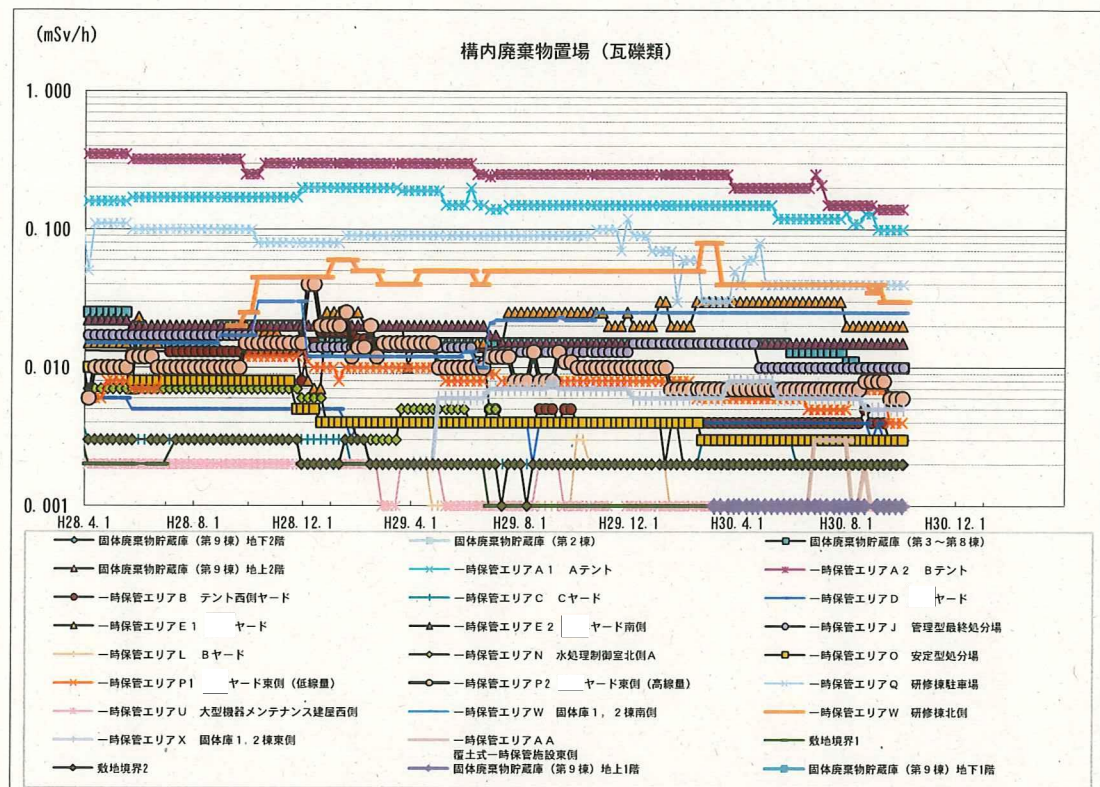 (mSv/h)
構内廃棄物置場（瓦礫類）
1.000
0.100
0.010
0.001
H28.4.1 H28.8.1 H28.12.1 H29.4.1 H29.8.1 H29.12.1 H30.4.1 H30.8.1 H30.12.1
固体廃棄物貯蔵庫（第9棟）地下2階 固体廃棄物貯蔵庫（第2棟） 固体廃棄物貯蔵庫（第3～第8棟）
固体廃棄物貯蔵庫（第9棟）地上2階 一時保管エリアA1 Aテント 一時保管エリアA2 Bテント
一時保管エリアB テント西側ヤード 一時保管エリアC Cヤード 一時保管エリアD ヤード
一時保管エリアE1 ヤード 一時保管エリアE2 ヤード南側 一時保管エリアJ 管理型最終処分場
一時保管エリアL Bヤード 一時保管エリアN 水処理制御室北側A 一時保管エリアO 安定型処分場
一時保管エリアP1 ヤード東側（低線量） 一時保管エリアP2 ヤード東側（高線量） 一時保管エリアQ 研修棟駐車場
一時保管エリアU 大型機器メンテナンス建屋西側 一時保管エリアW 固体庫1,2棟南側 一時保管エリアW 研修棟北側
一時保管エリアX 固体庫1,2棟東側 一時保管エリアAA 敷地境界1
覆土式一時保管施設東側
敷地境界2 固体廃棄物貯蔵庫（第9棟）地上1階 固体廃棄物貯蔵庫（第9棟）地下1階